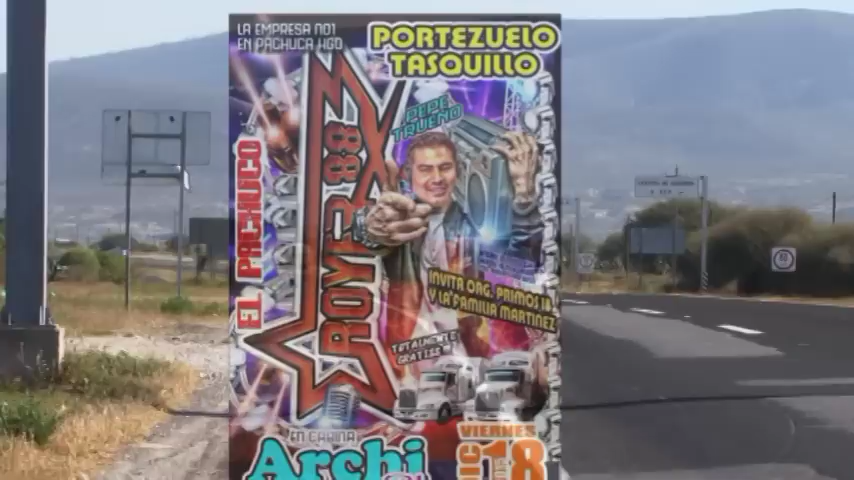 LA EMPRESA NO1
EN PACHUCA HGO
PORTEZUELO
TASQUILLO
PEPE
TRUENO
EL PACHUCO
ROYER 88
INVITA ORG. PRIMOS 18
Y LA FAMILIA MARTINEZ
TOTALMENTE
GRATIS!!
EN CABINA
Archi
VIERNES
DIC 18